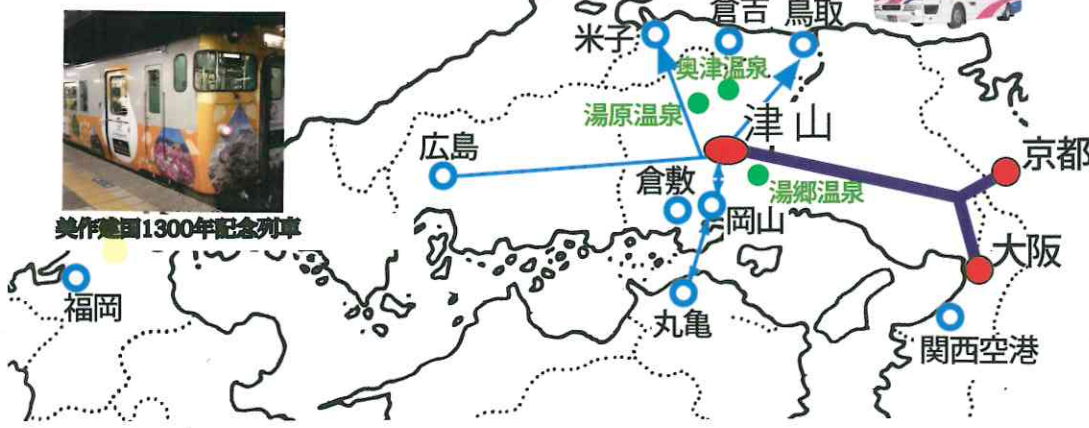 倉吉
鳥取
米子
奥津温泉
湯原温泉
津山
広島
京都
倉敷
湯郷温泉
岡山
美作建国1300年記念列車
大阪
福岡
丸亀
関西空港